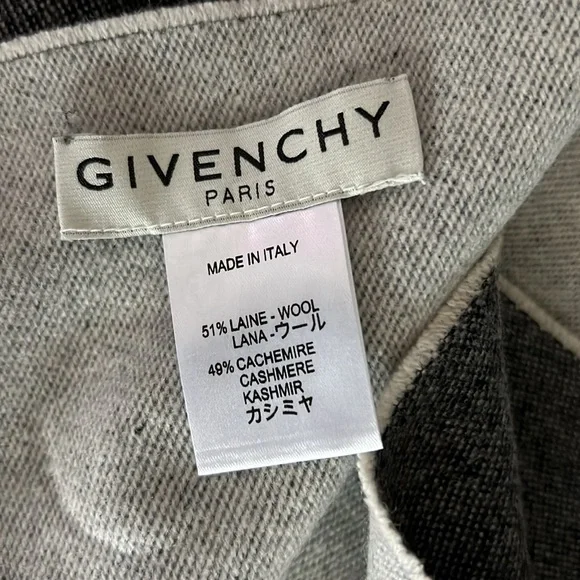 GIVENCHY
PARIS
MADE IN ITALY
51% LAINE - WOOL
LANA -ウール
49% CACHEMIRE
CASHMERE
KASHMIR
カシミヤ